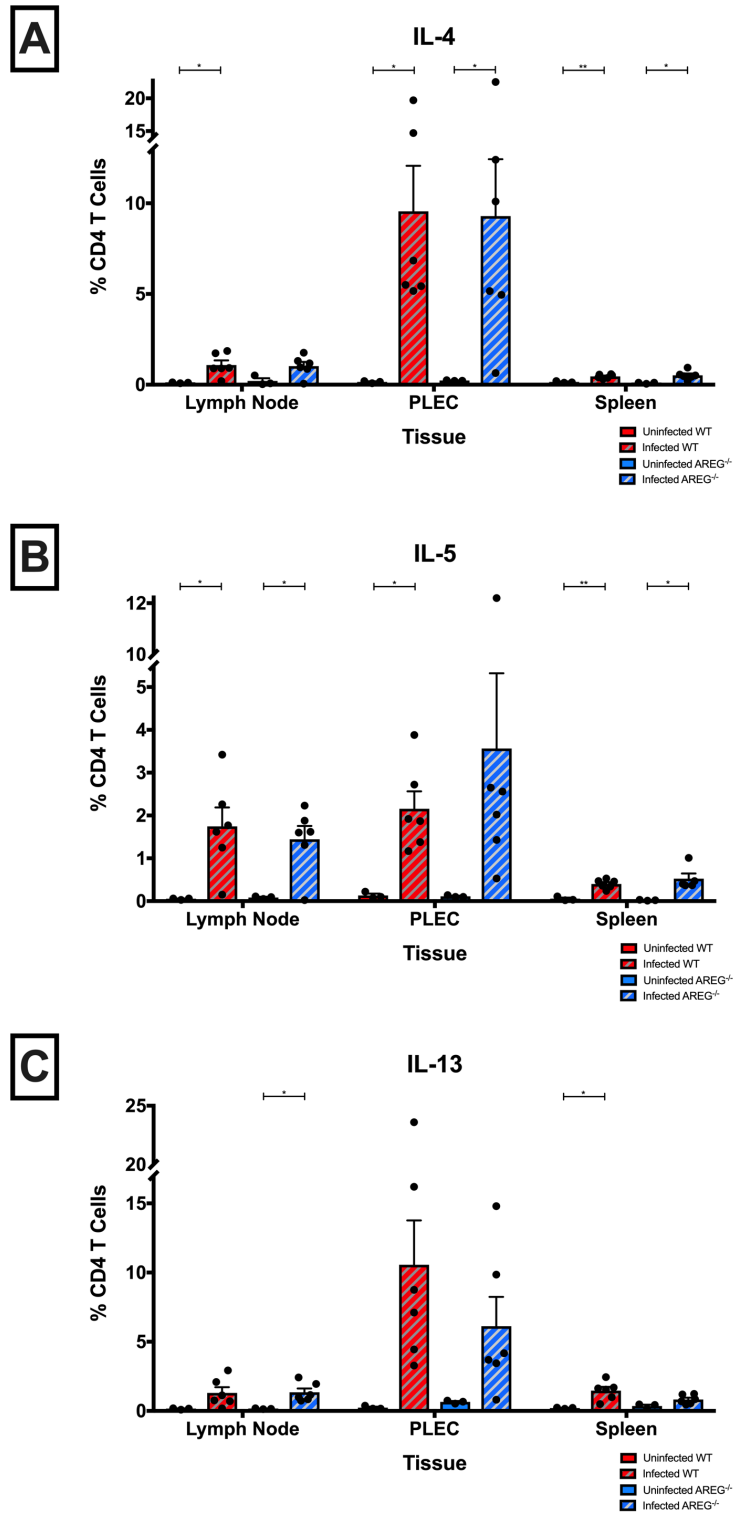 A
IL-4
* * * ** *
20
15
10
5
0
% CD4 T Cells
Lymph Node PLEC Spleen
Tissue
Uninfected WT
Infected WT
Uninfected AREG-/-
Infected AREG-/-
B
IL-5
* * * ** *
12
10
5
4
3
2
1
0
% CD4 T Cells
Lymph Node PLEC Spleen
Tissue
Uninfected WT
Infected WT
Uninfected AREG-/-
Infected AREG-/-
C
IL-13
* *
25
20
15
10
5
0
% CD4 T Cells
Lymph Node PLEC Spleen
Tissue
Uninfected WT
Infected WT
Uninfected AREG-/-
Infected AREG-/-